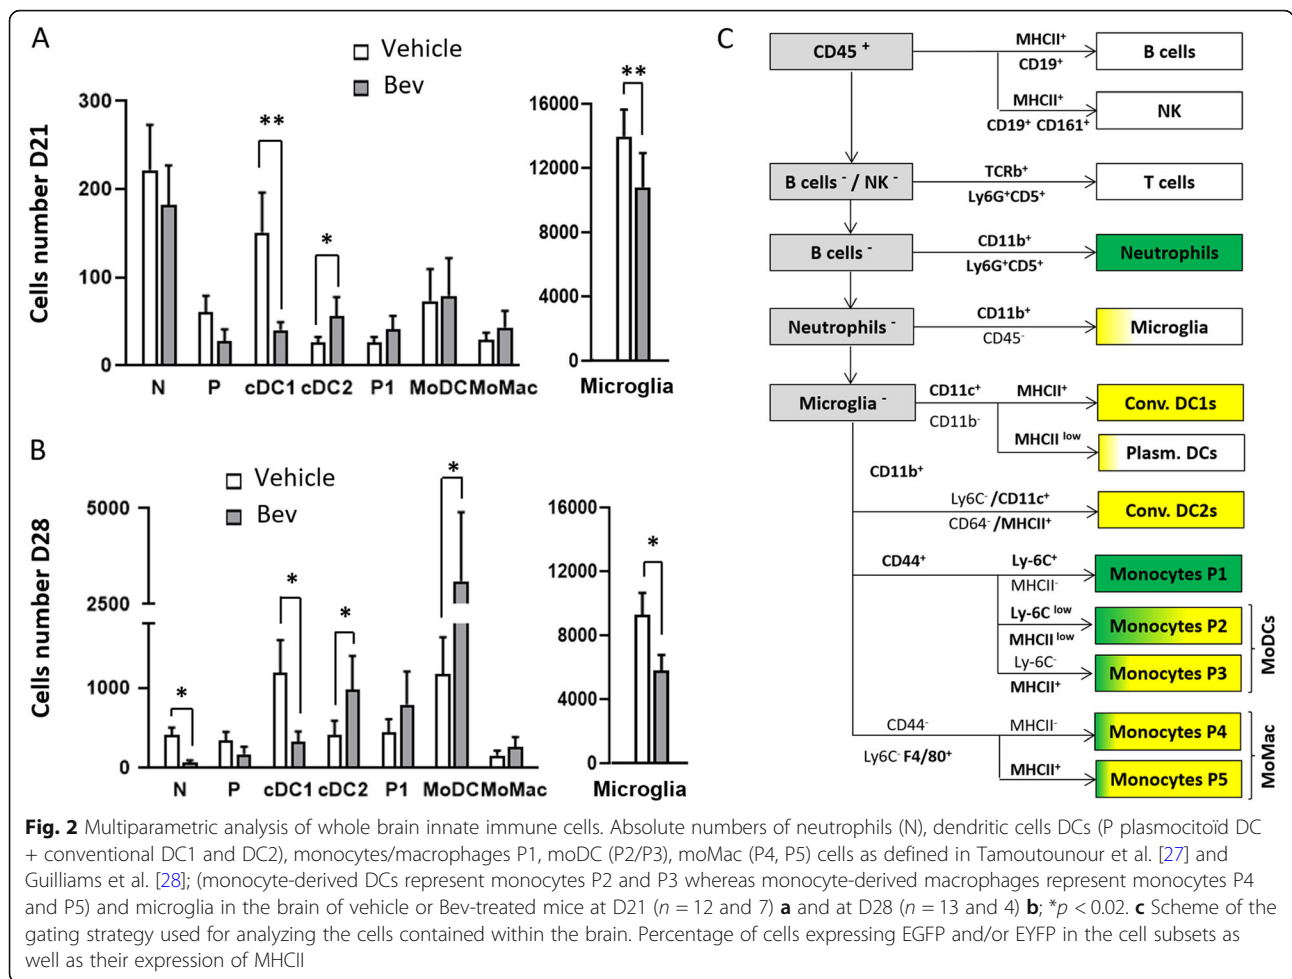 A
Vehicle
Bev
Cells number D21
300
200
100
0
**
*
N P cDC1 cDC2 P1 MoDC MoMac
16000
12000
8000
4000
0
**
Microglia
B
Vehicle
Bev
Cells number D28
5000
2500
1000
0
*
*
*
*
N P cDC1 cDC2 P1 MoDC MoMac
16000
12000
8000
4000
0
*
Microglia
C
CD45 +
MHCII+
CD19+
B cells
MHCII+
CD19+ CD161+
NK
B cells - / NK -
TCRb+
Ly6G+CD5+
T cells
B cells -
CD11b+
Ly6G+CD5+
Neutrophils
Neutrophils -
CD11b+
CD45-
Microglia
Microglia -
CD11c+
CD11b-
MHCII+
Conv. DC1s
MHCII low
Plasm. DCs
CD11b+
Ly6C-/CD11c+
CD64-/MHCII+
Conv. DC2s
CD44+
Ly-6C+
MHCII-
Monocytes P1
Ly-6C low
MHCII low
Monocytes P2
Ly-6C-
MHCII+
Monocytes P3
MoDCs
CD44-
Ly6C- F4/80+
MHCII-
Monocytes P4
MHCII+
Monocytes P5
MoMac
Fig. 2 Multiparametric analysis of whole brain innate immune cells. Absolute numbers of neutrophils (N), dendritic cells DCs (P plasmocitoïd DC
+ conventional DC1 and DC2), monocytes/macrophages P1, moDC (P2/P3), moMac (P4, P5) cells as defined in Tamoutounour et al. [27] and
Guilliams et al. [28]; (monocyte-derived DCs represent monocytes P2 and P3 whereas monocyte-derived macrophages represent monocytes P4
and P5) and microglia in the brain of vehicle or Bev-treated mice at D21 (n = 12 and 7) a and at D28 (n = 13 and 4) b; *p < 0.02. c Scheme of the
gating strategy used for analyzing the cells contained within the brain. Percentage of cells expressing EGFP and/or EYFP in the cell subsets as
well as their expression of MHCII